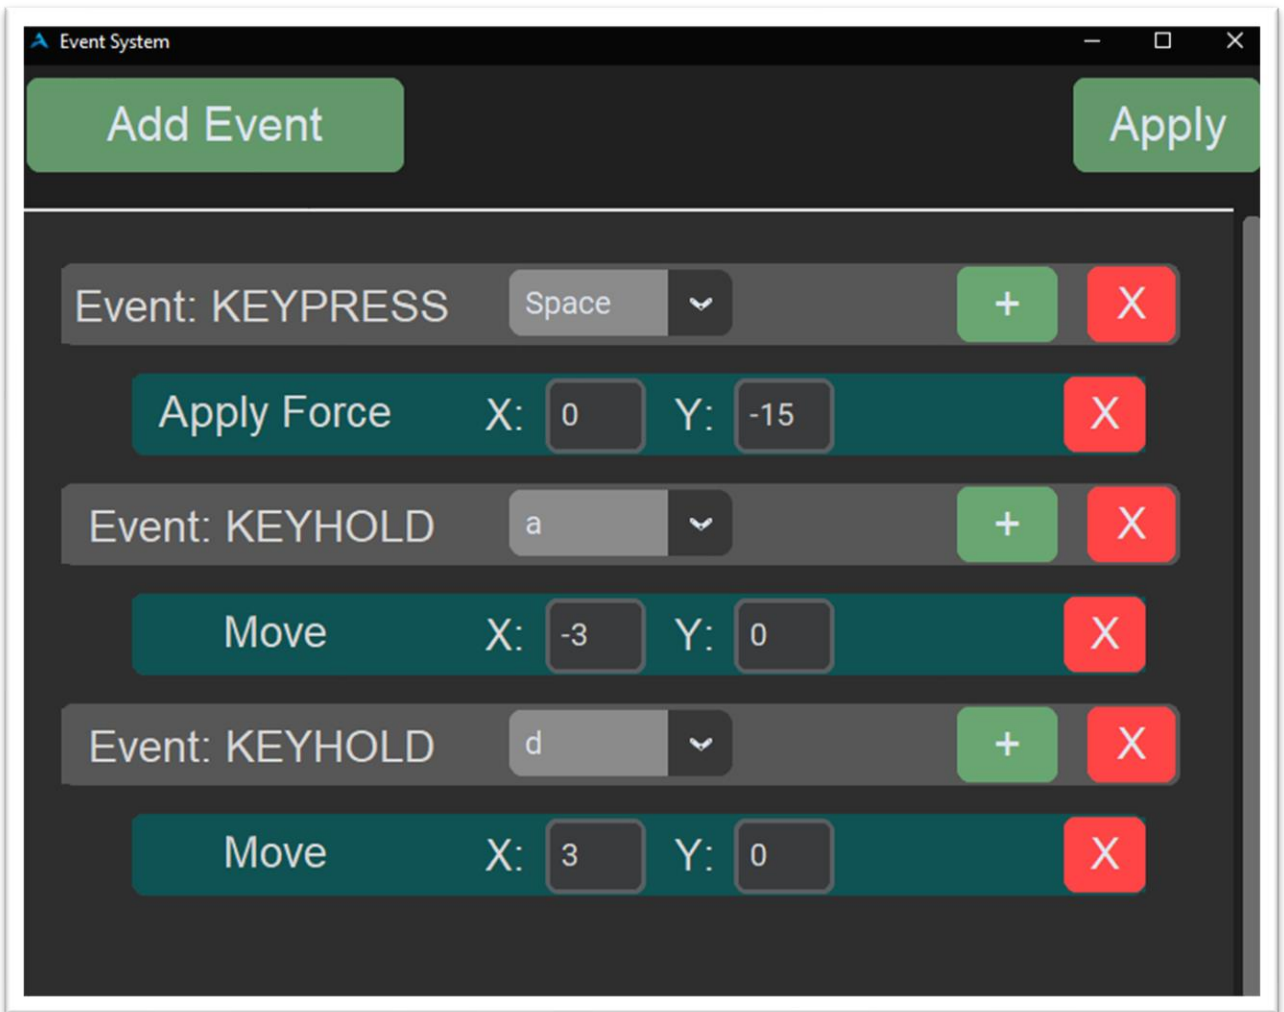 Event System
Add Event Apply
Event: KEYPRESS Space + X
Apply Force X: 0 Y: -15 X
Event: KEYHOLD a + X
Move X: -3 Y: 0 X
Event: KEYHOLD d + X
Move X: 3 Y: 0 X